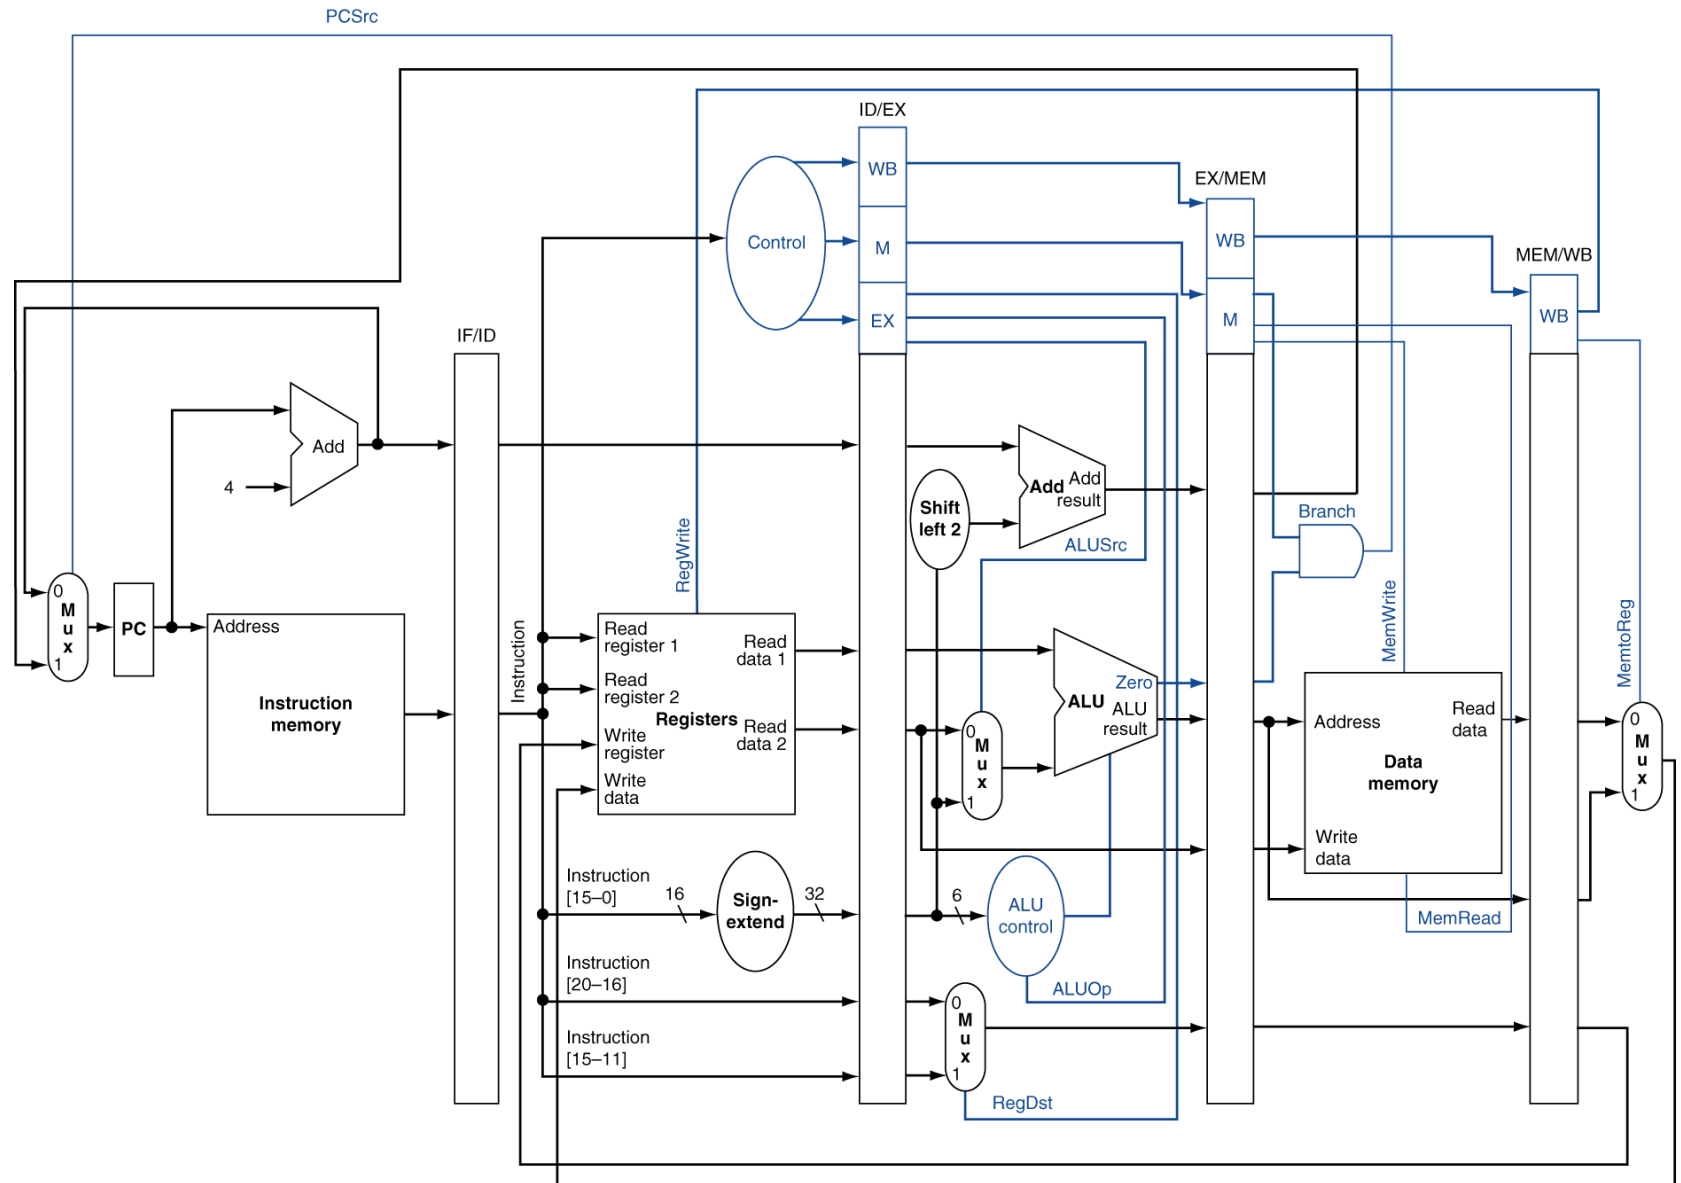 PCSrc
ID/EX
WB
EX/MEM
Control
M
WB
MEM/WB
EX
M
WB
IF/ID
Add
4
Add
Add
result
Shift
left 2
Branch
ALUSrc
RegWrite
MemWrite
MemtoReg
0
M
u
x
1
PC
Address
Instruction
memory
Instruction
Read
register 1
Read
data 1
Read
register 2
Registers
Write
register
Read
data 2
Write
data
0
M
u
x
1
Zero
ALU
ALU
result
Address
Read
data
Data
memory
Write
data
0
M
u
x
1
Instruction
[15–0]
16
Sign-
extend
32
6
ALU
control
MemRead
Instruction
[20–16]
ALUOp
0
M
u
x
1
Instruction
[15–11]
RegDst